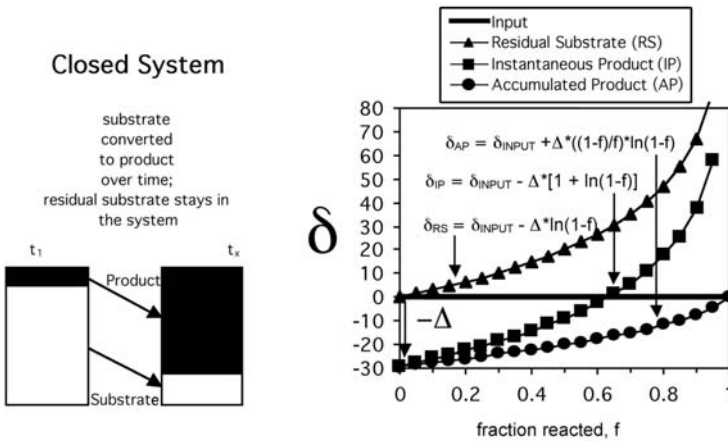 Closed System
substrate
converted
to product
over time;
residual substrate stays in
the system
t1
tx
Product
Substrate
Input
Residual Substrate (RS)
Instantaneous Product (IP)
Accumulated Product (AP)
80
70
60
50
40
30
20
10
0
-10
-20
-30
δ
δAP = δINPUT +Δ*((1-f)/f)*ln(1-f)
δIP = δINPUT - Δ*[1 + ln(1-f)]
δRS = δINPUT - Δ*ln(1-f)
−Δ
0 0.2 0.4 0.6 0.8 1
fraction reacted, f